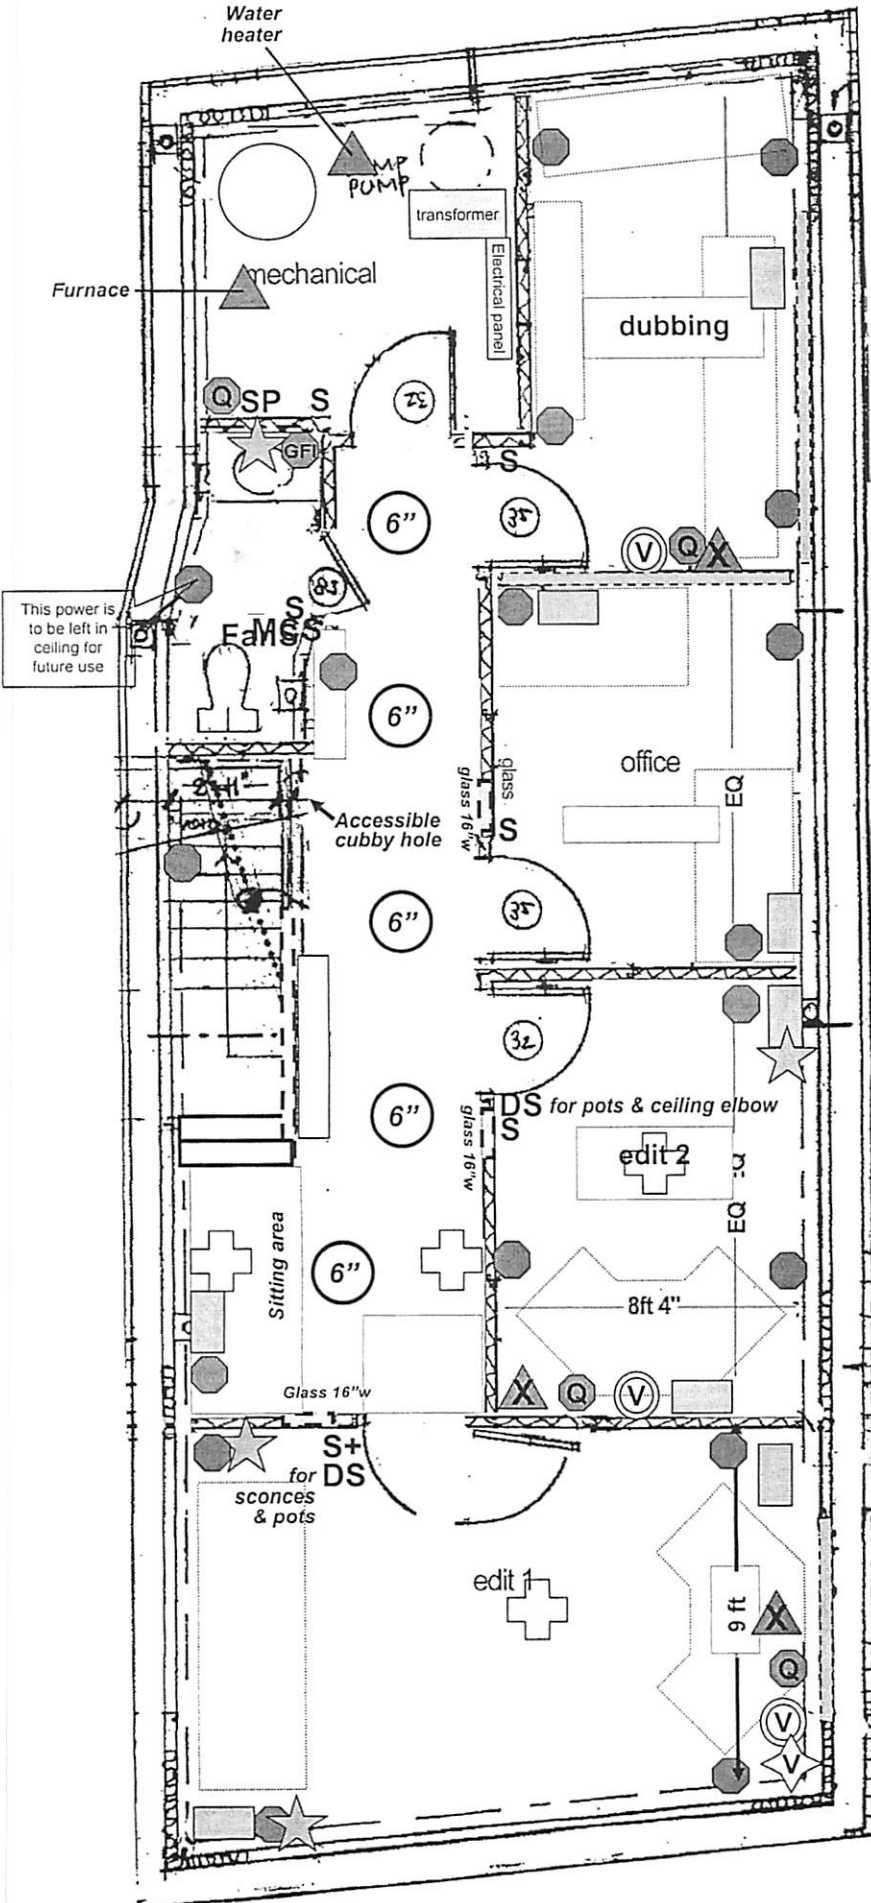 Water
heater
PUMP
transformer
Electrical panel
mechanical
Furnace
dubbing
Q SP S
32
GFI
S
6"
35
V Q X
This power is
to be left in
ceiling for
future use
S
S
6"
office
glass
glass 16"w
EQ
Accessible
cubby hole
S
35
6"
32
DS for pots & ceiling elbow
S
6"
glass 16"w
edit 2
EQ
Sitting area
6"
8ft 4"
X Q V
Glass 16"w
S+
DS
for
sconces
& pots
edit 1
9 ft
X
Q
V
V